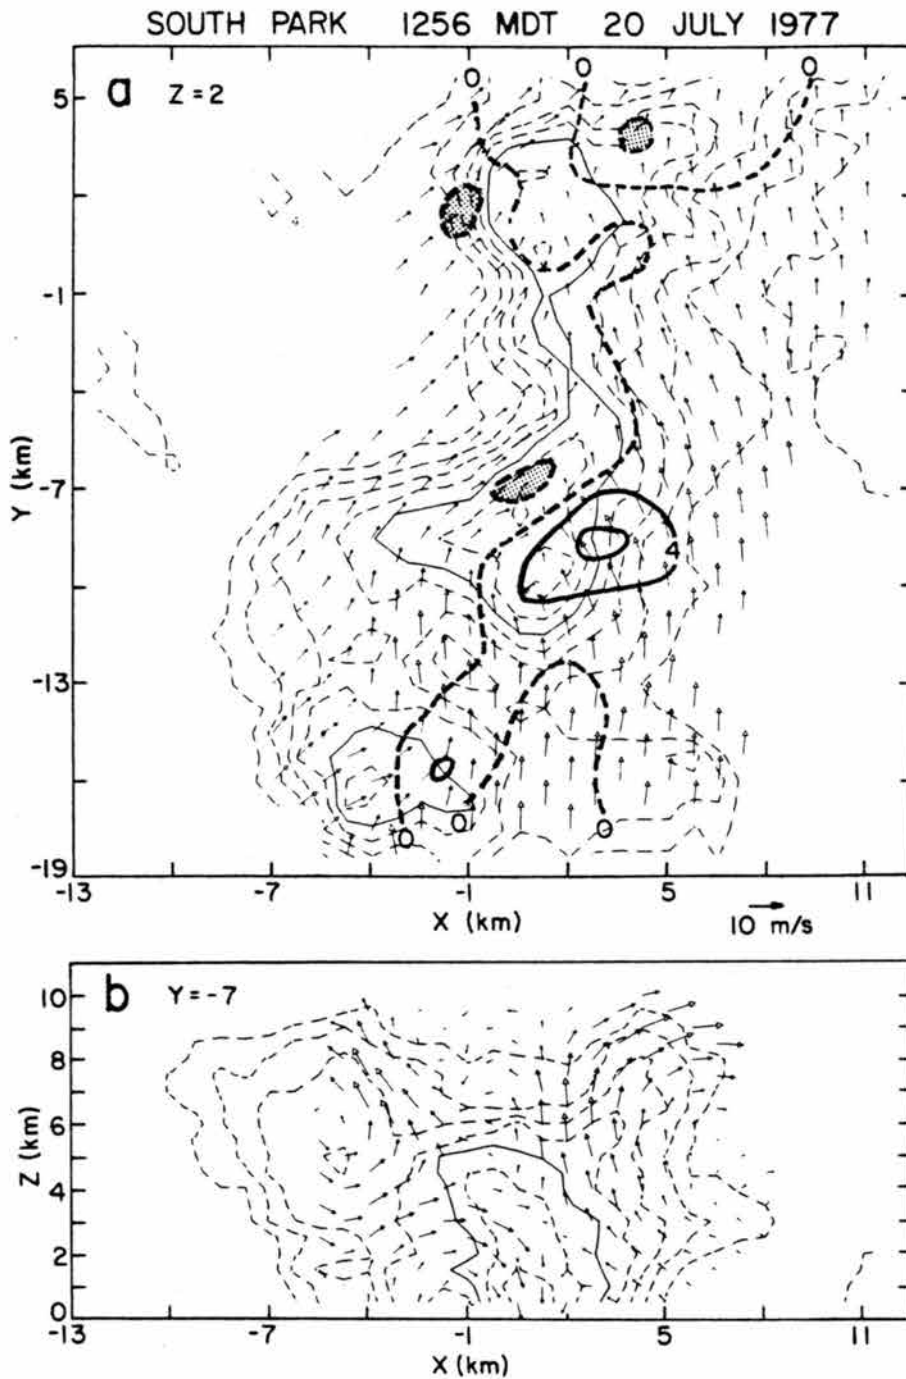 SOUTH PARK 1256 MDT 20 JULY 1977
a Z = 2
0 0 0
5
-1
-7
-13
-19
Y (km)
4
0 0 0
-13 -7 -1 5 11
X (km)
10 m/s
b Y = -7
10
8
6
4
2
0
Z (km)
-13 -7 -1 5 11
X (km)